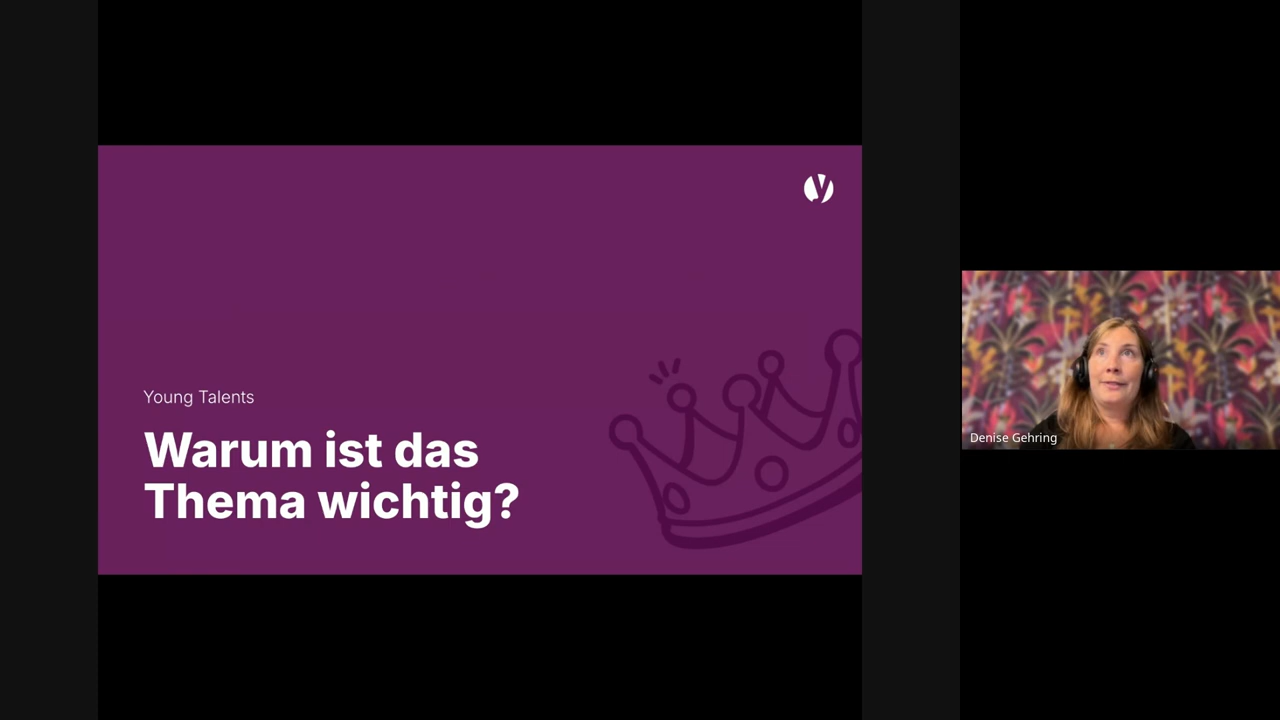 Young Talents
Warum ist das
Thema wichtig?
Denise Gehring